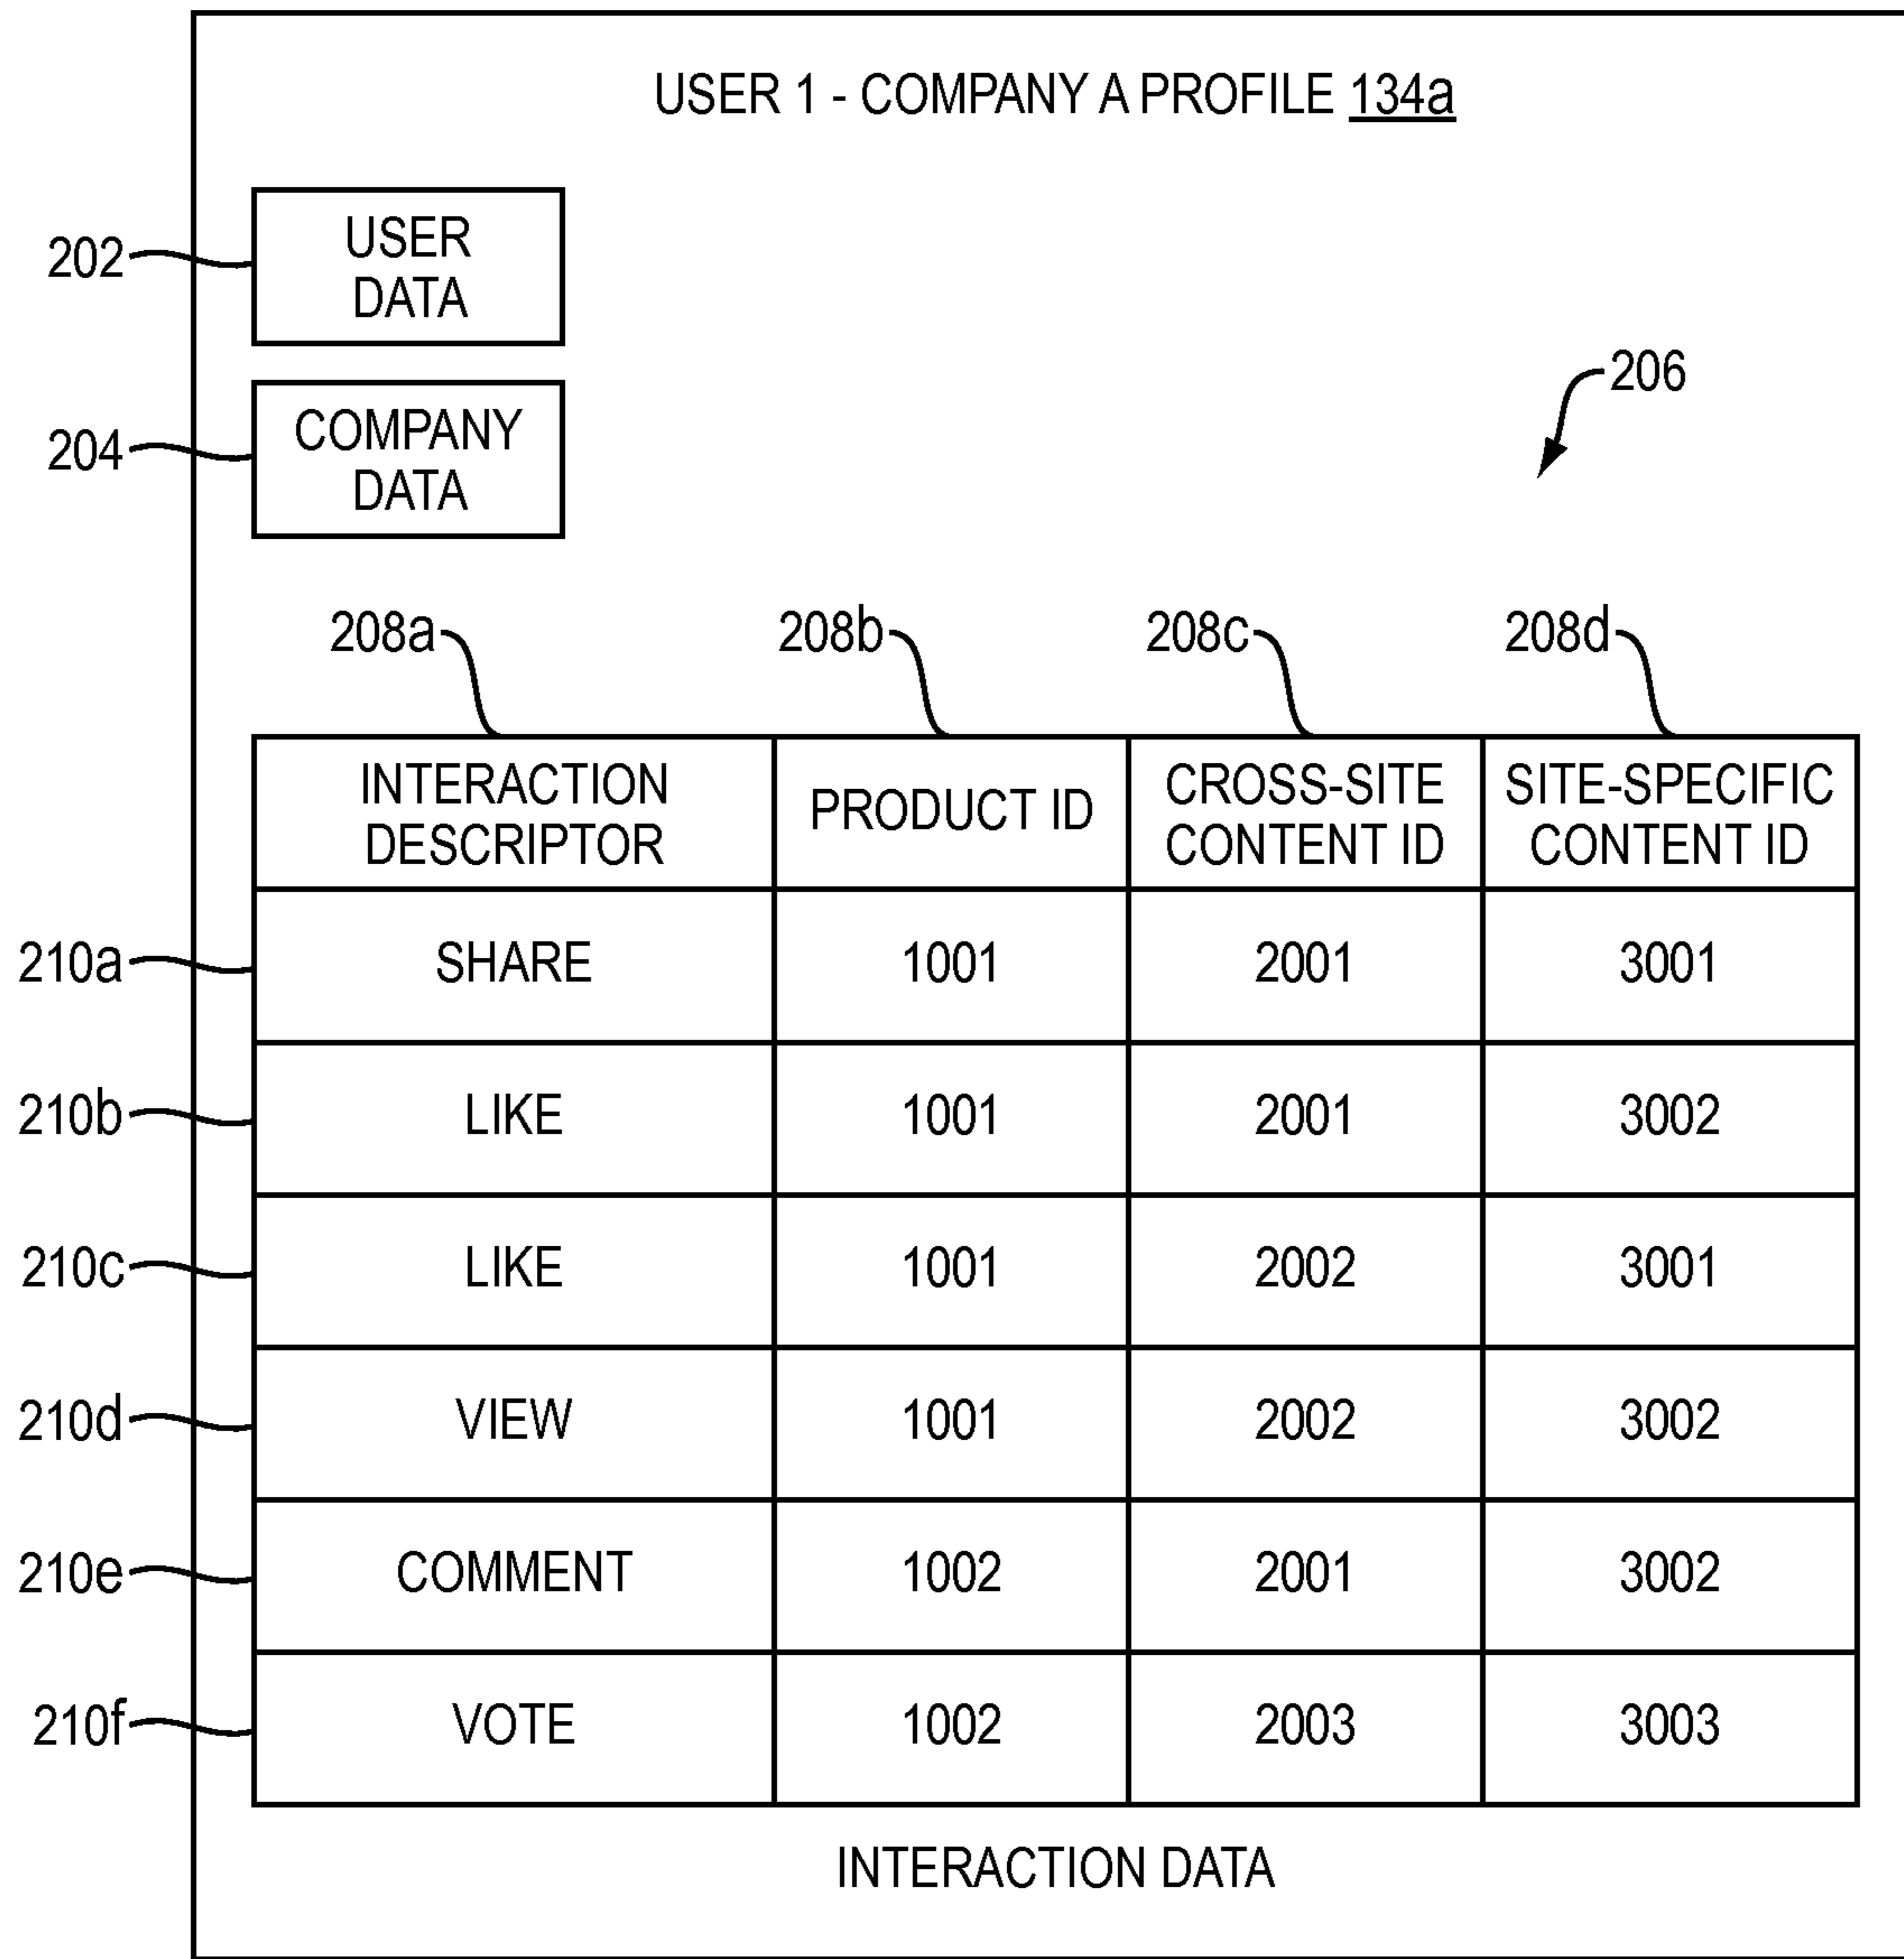 USER 1 - COMPANY A PROFILE 134a
202
USER
DATA
206
204
COMPANY
DATA
208a 208b 208c 208d
INTERACTION
DESCRIPTOR
PRODUCT ID
CROSS-SITE
CONTENT ID
SITE-SPECIFIC
CONTENT ID
210a SHARE 1001 2001 3001
210b LIKE 1001 2001 3002
210c LIKE 1001 2002 3001
210d VIEW 1001 2002 3002
210e COMMENT 1002 2001 3002
210f VOTE 1002 2003 3003
INTERACTION DATA